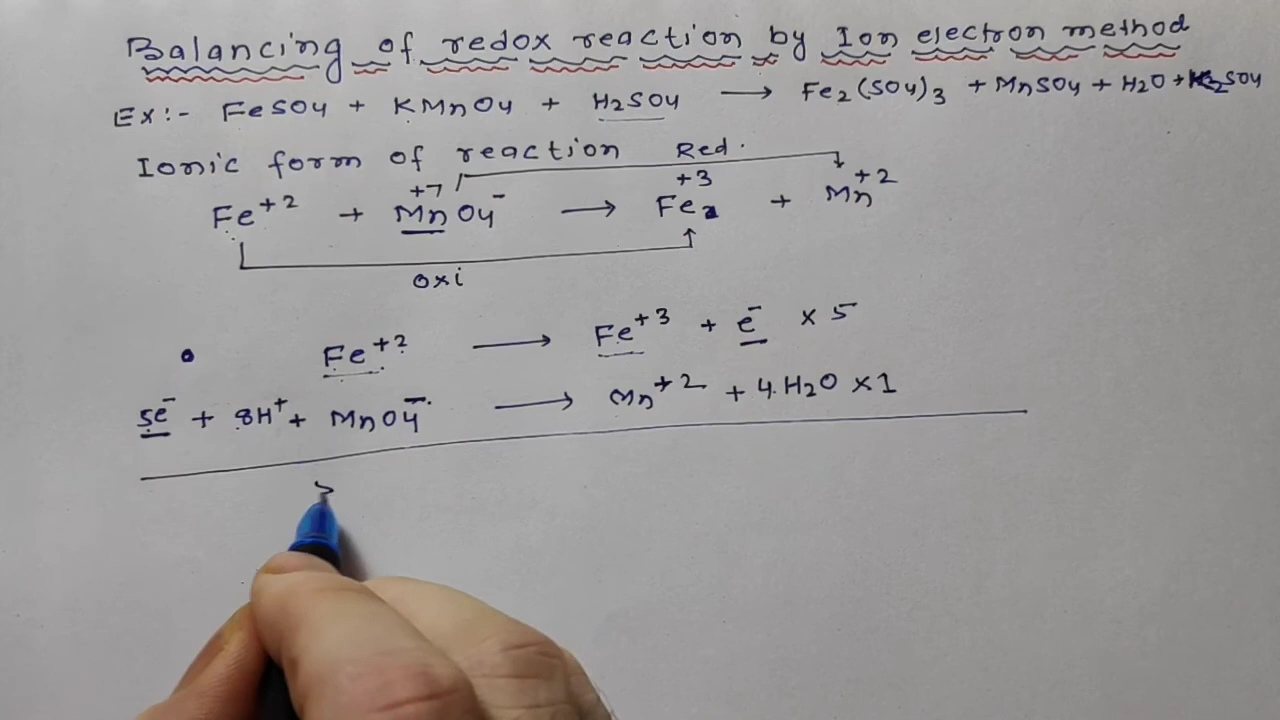 Balancing of redox reaction by Ion electron method
Ex:- FeSO4 + KMnO4 + H2SO4 → Fe2(SO4)3 + MnSO4 + H2O + K2SO4
Ionic form of reaction Red.
+7 +3
Fe+2 + MnO4- → Fe2 + Mn+2
oxi
Fe+2 → Fe+3 + e- x 5
5e- + 8H+ + MnO4- → Mn+2 + 4.H2O x 1